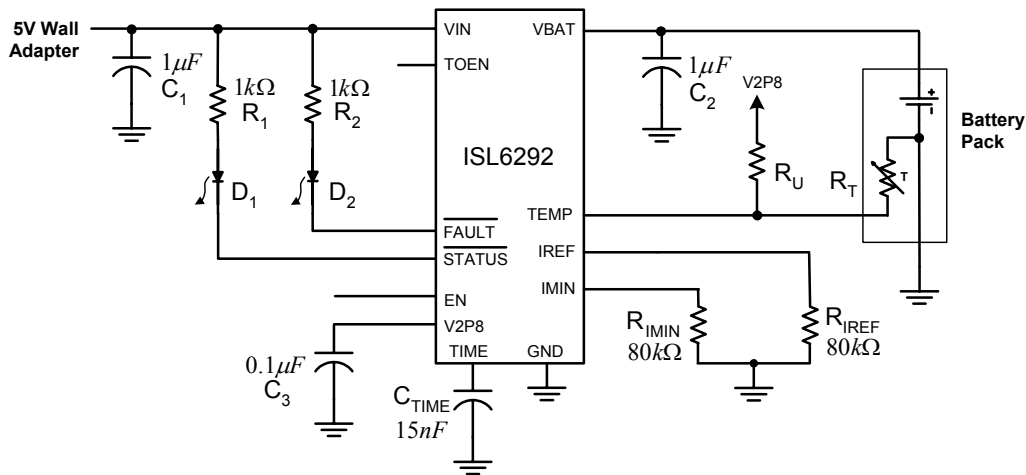 5V Wall
Adapter
1μF
C1
1kΩ
R1
1kΩ
R2
D1
D2
VIN
TOEN
ISL6292
FAULT
STATUS
EN
V2P8
TIME
GND
VBAT
TEMP
IREF
IMIN
1μF
C2
V2P8
RU
RT
T
+
Battery
Pack
RIMIN
80kΩ
RIREF
80kΩ
0.1μF
C3
CTIME
15nF